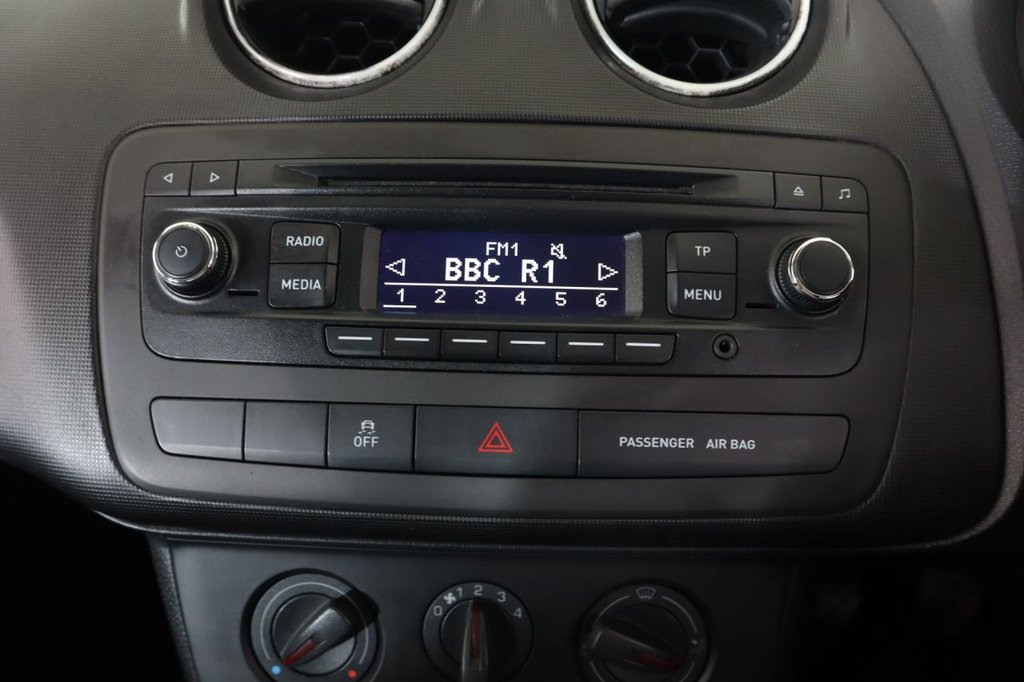 RADIO
MEDIA
FM1
BBC R1
1 2 3 4 5 6
TP
MENU
OFF
PASSENGER AIR BAG
0 1 2 3 4